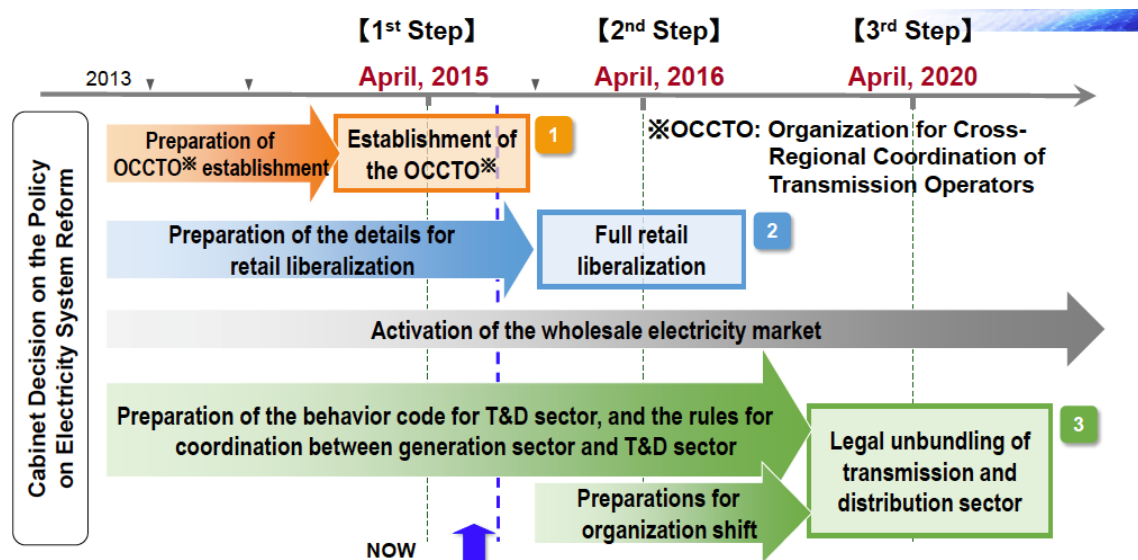 【1st Step】
【2nd Step】
【3rd Step】
2013
April, 2015
April, 2016
April, 2020
Cabinet Decision on the Policy
on Electricity System Reform
Preparation of
OCCTO※ establishment
Establishment of
the OCCTO※
1
※OCCTO: Organization for Cross-
Regional Coordination of
Transmission Operators
Preparation of the details for
retail liberalization
Full retail
liberalization
2
Activation of the wholesale electricity market
Preparation of the behavior code for T&D sector, and the rules for
coordination between generation sector and T&D sector
Legal unbundling of
transmission and
distribution sector
3
Preparations for
organization shift
NOW